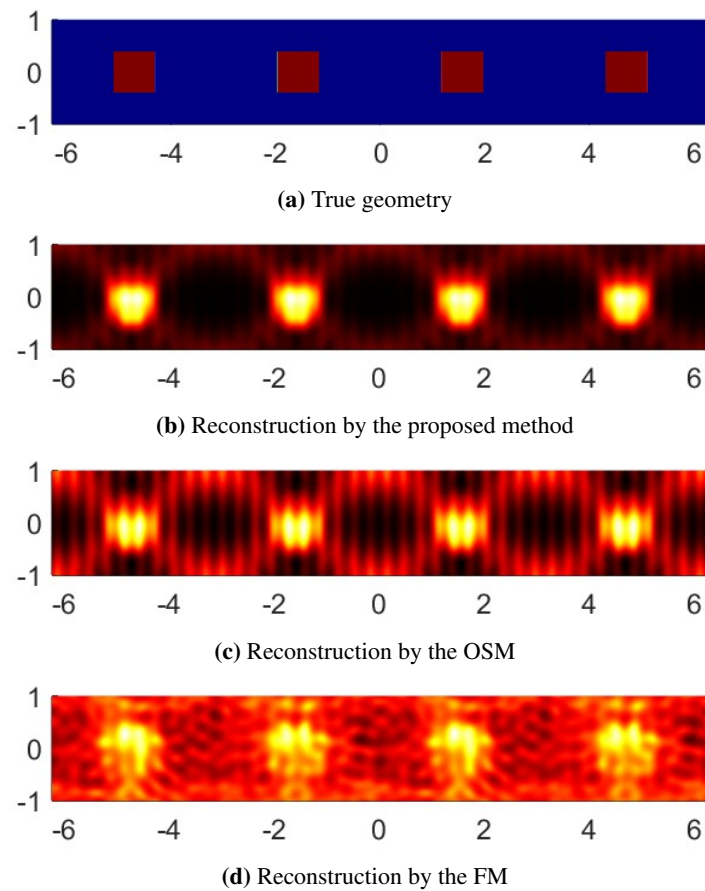 1
0
-1
-6 -4 -2 0 2 4 6
(a) True geometry
1
0
-1
-6 -4 -2 0 2 4 6
(b) Reconstruction by the proposed method
1
0
-1
-6 -4 -2 0 2 4 6
(c) Reconstruction by the OSM
1
0
-1
-6 -4 -2 0 2 4 6
(d) Reconstruction by the FM